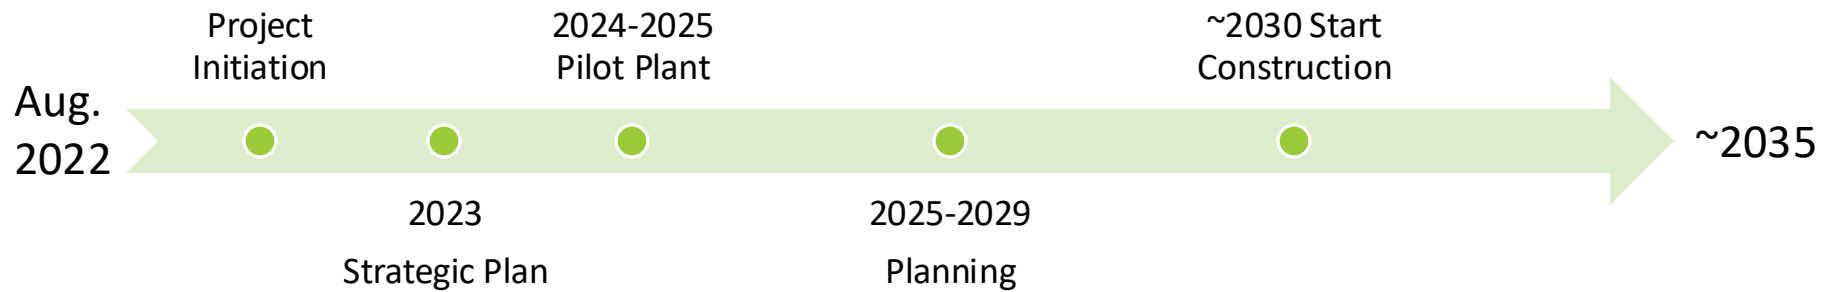 Aug.
2022
Project
Initiation
2023
Strategic Plan
2024-2025
Pilot Plant
2025-2029
Planning
~2030 Start
Construction
~2035